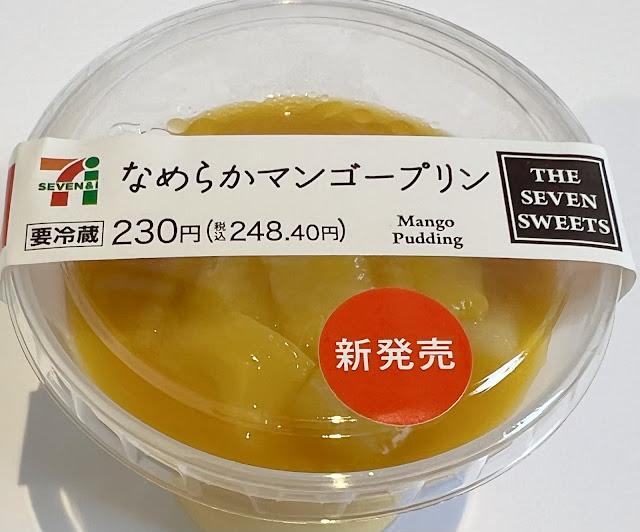 SEVEN&i
なめらかマンゴープリン
要冷蔵 230円(税込248.40円)
Mango
Pudding
THE
SEVEN
SWEETS
新発売